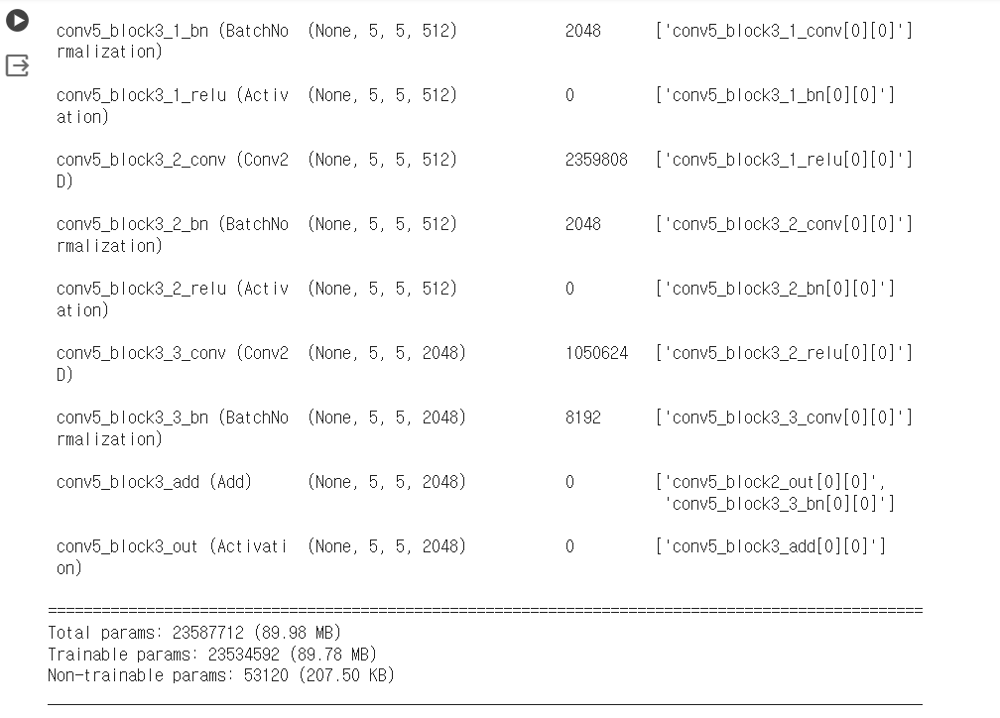 conv5_block3_1_bn (BatchNo  (None, 5, 5, 512)            2048      ['conv5_block3_1_conv[0][0]']
rmalization)
conv5_block3_1_relu (Activ  (None, 5, 5, 512)            0         ['conv5_block3_1_bn[0][0]']
ation)
conv5_block3_2_conv (Conv2  (None, 5, 5, 512)            2359808   ['conv5_block3_1_relu[0][0]']
D)
conv5_block3_2_bn (BatchNo  (None, 5, 5, 512)            2048      ['conv5_block3_2_conv[0][0]']
rmalization)
conv5_block3_2_relu (Activ  (None, 5, 5, 512)            0         ['conv5_block3_2_bn[0][0]']
ation)
conv5_block3_3_conv (Conv2  (None, 5, 5, 2048)           1050624   ['conv5_block3_2_relu[0][0]']
D)
conv5_block3_3_bn (BatchNo  (None, 5, 5, 2048)           8192      ['conv5_block3_3_conv[0][0]']
rmalization)
conv5_block3_add (Add)      (None, 5, 5, 2048)           0         ['conv5_block2_out[0][0]',
'conv5_block3_3_bn[0][0]']
conv5_block3_out (Activati  (None, 5, 5, 2048)           0         ['conv5_block3_add[0][0]']
on)
==================================================================================================
Total params: 23587712 (89.98 MB)
Trainable params: 23534592 (89.78 MB)
Non-trainable params: 53120 (207.50 KB)
__________________________________________________________________________________________________